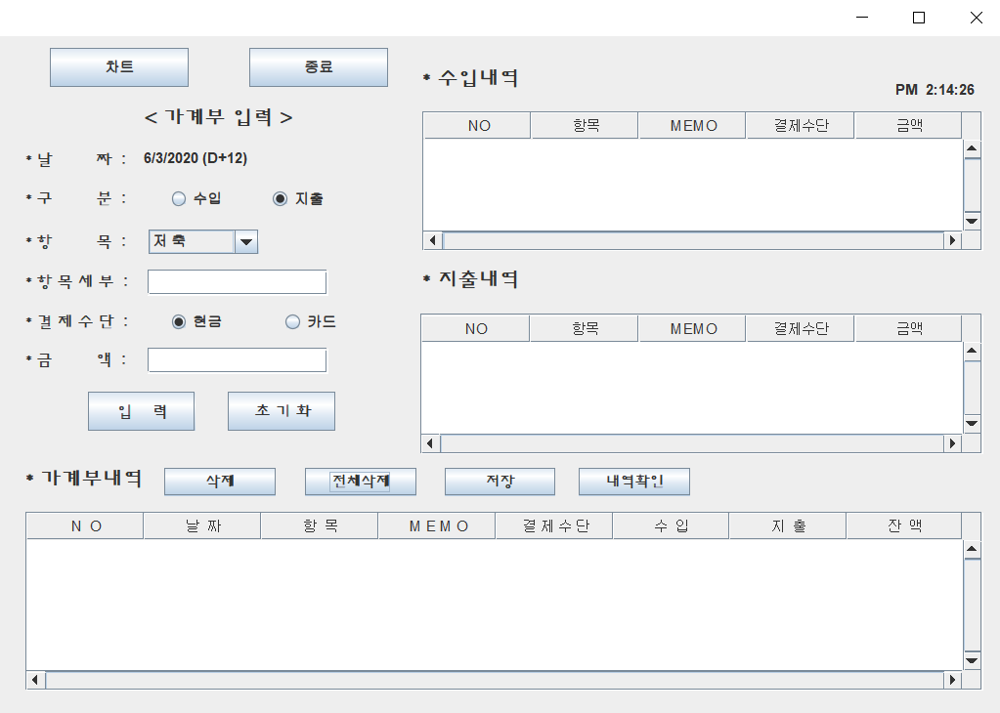 차트 종료
< 가계부 입력 >
* 날 짜 : 6/3/2020 (D+12)
* 구 분 : 수입 지출
* 항 목 : 저 축
* 항 목 세 부 :
* 결 제 수 단 : 현금 카드
* 금 액 :
입 력 초 기 화
* 수입내역
PM 2:14:26
NO 항목 MEMO 결제수단 금액
* 지출내역
NO 항목 MEMO 결제수단 금액
* 가계부내역 삭제 전체삭제 저장 내역확인
N O 날 짜 항 목 M E M O 결 제 수 단 수 입 지 출 잔 액